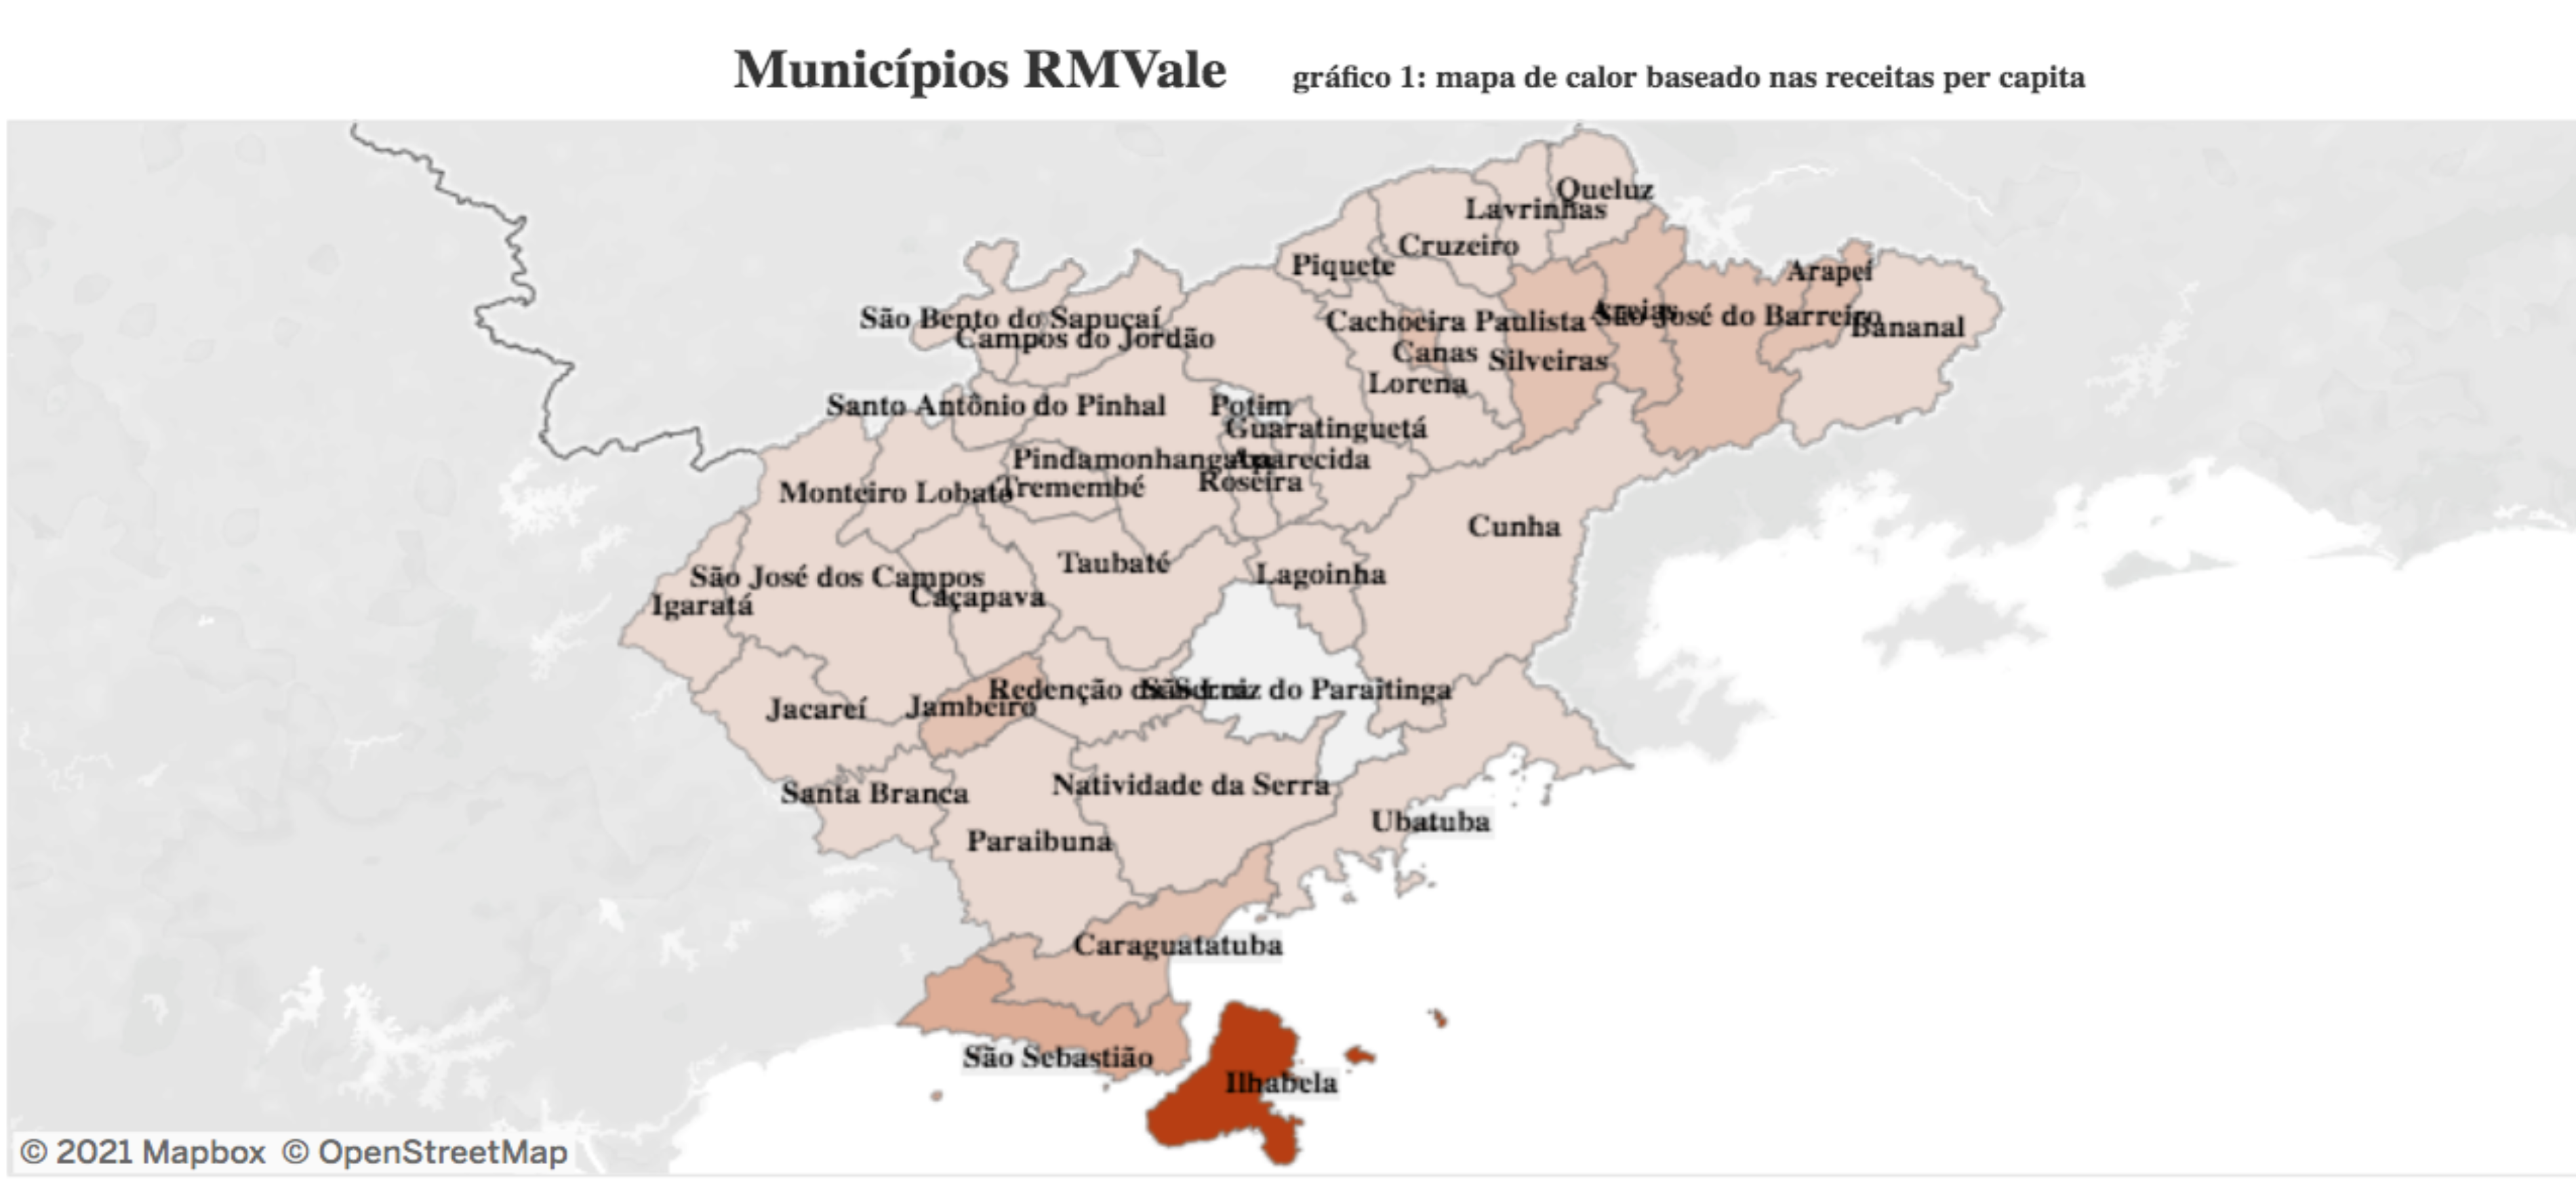 Municípios RMVale
gráfico 1: mapa de calor baseado nas receitas per capita
Queluz
Lavrinhas
Cruzeiro
Piquete
Arapeí
São Bento do Sapucaí
Cachoeira Paulista
Areias
São José do Barreiro
Bananal
Campos do Jordão
Canas
Silveiras
Lorena
Santo Antônio do Pinhal
Potim
Guaratinguetá
Pindamonhangaba
Aparecida
Monteiro Lobato
Tremembé
Roseira
Cunha
Taubaté
Lagoinha
São José dos Campos
Caçapava
Igaratá
Redenção da Serra
São Luiz do Paraitinga
Jacareí
Jambeiro
Natividade da Serra
Santa Branca
Ubatuba
Paraibuna
Caraguatatuba
São Sebastião
Ilhabela
© 2021 Mapbox © OpenStreetMap